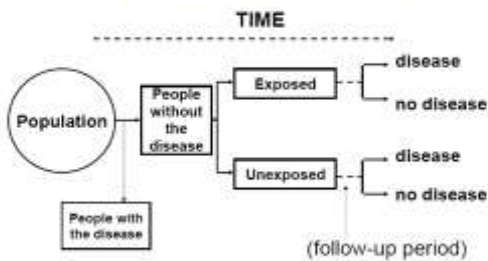 TIME
Population
People with
the disease
People
without
the
disease
Exposed
Unexposed
disease
no disease
disease
no disease
(follow-up period)